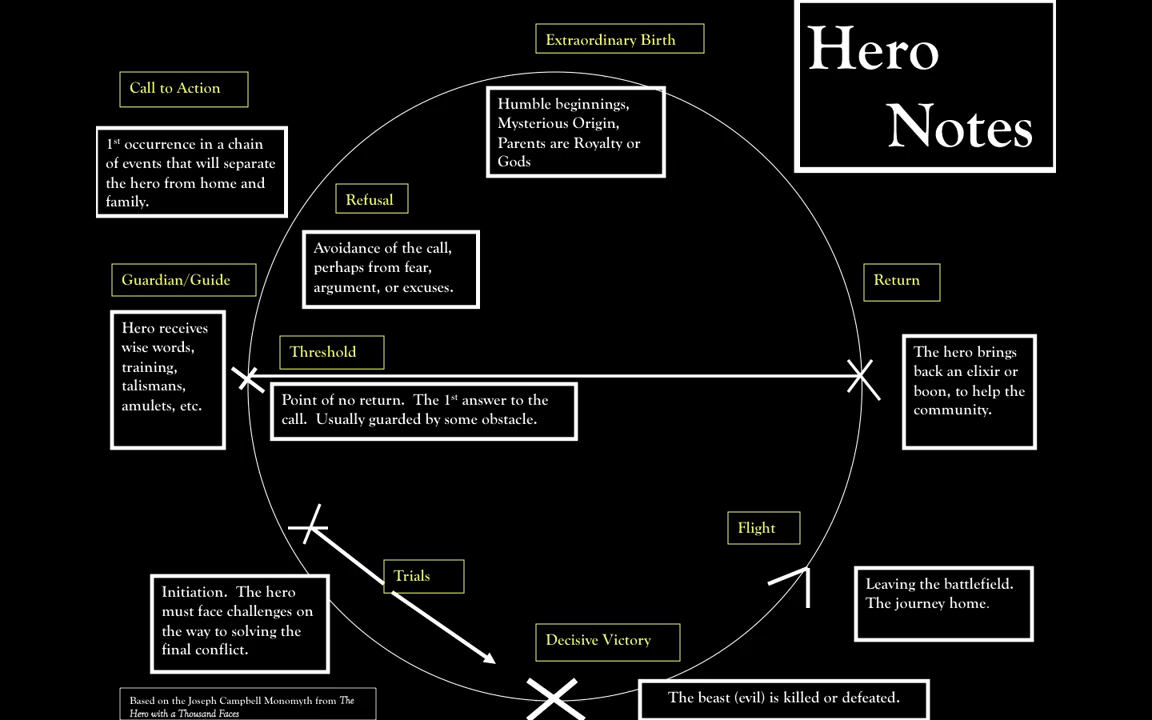 Hero
Notes
Extraordinary Birth
Humble beginnings,
Mysterious Origin,
Parents are Royalty or
Gods
Call to Action
1st occurrence in a chain
of events that will separate
the hero from home and
family.
Refusal
Avoidance of the call,
perhaps from fear,
argument, or excuses.
Guardian/Guide
Hero receives
wise words,
training,
talismans,
amulets, etc.
Threshold
Point of no return.  The 1st answer to the
call.  Usually guarded by some obstacle.
Return
The hero brings
back an elixir or
boon, to help the
community.
Trials
Initiation.  The hero
must face challenges on
the way to solving the
final conflict.
Flight
Leaving the battlefield.
The journey home.
Decisive Victory
The beast (evil) is killed or defeated.
Based on the Joseph Campbell Monomyth from The
Hero with a Thousand Faces